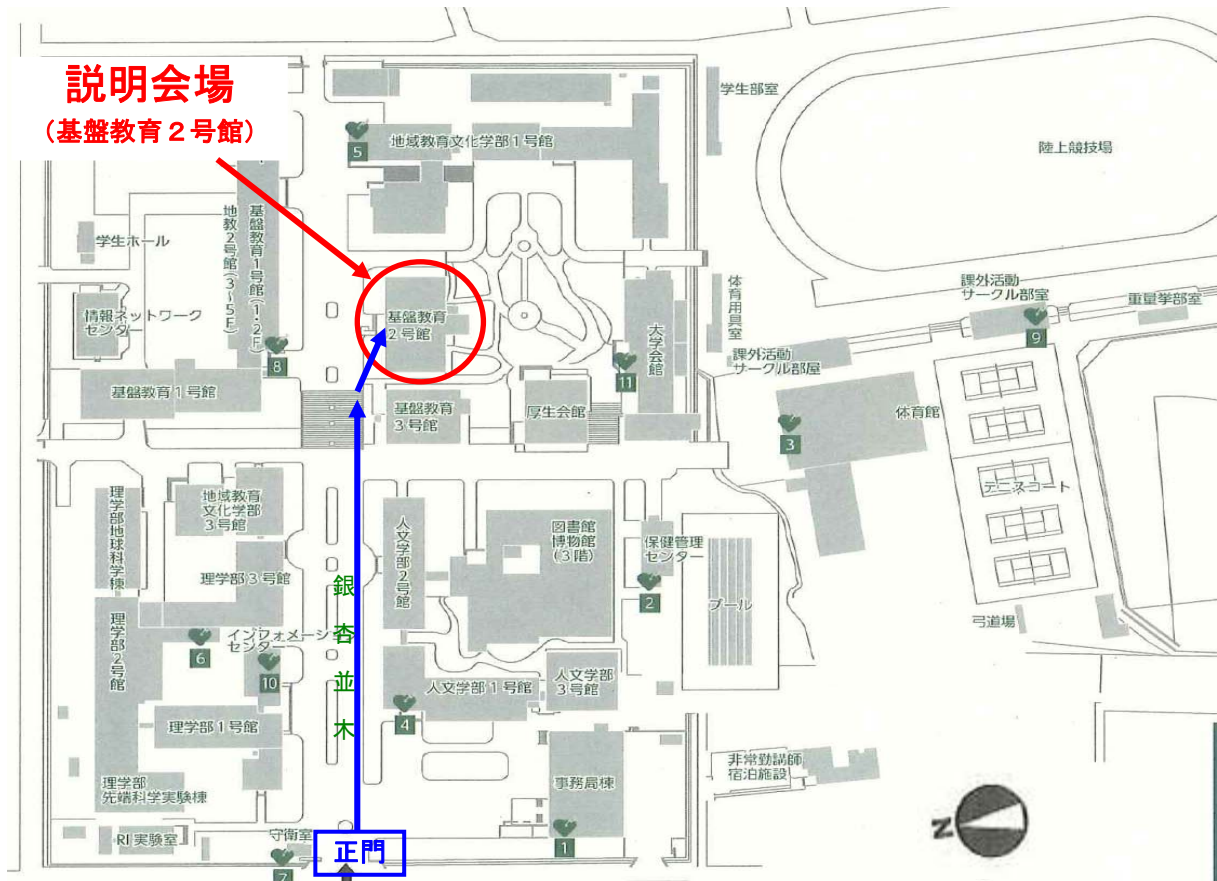 説明会場
（基盤教育２号館）
学生部室
5
地域教育文化学部1号館
陸上競技場
基盤教育1号館(1・2F)
地教2号館(3～5F)
学生ホール
情報ネットワーク
センター
8
基盤教育
2号館
大学会館
11
体育用具室
課外活動
サークル部室
9
重量挙部室
課外活動
サークル部屋
基盤教育1号館
基盤教育
3号館
厚生会館
3
体育館
テニスコート
理学部地球科学棟
地域教育
文化学部
3号館
人文学部2号館
図書館
博物館
(3階)
保健管理
センター
2
プール
理学部3号館
銀杏並木
理学部2号館
6
インフォメーション
センター
10
弓道場
人文学部1号館
人文学部
3号館
4
理学部1号館
事務局棟
1
非常勤講師
宿泊施設
理学部
先端科学実験棟
RI実験室
守衛室
7
正門
N